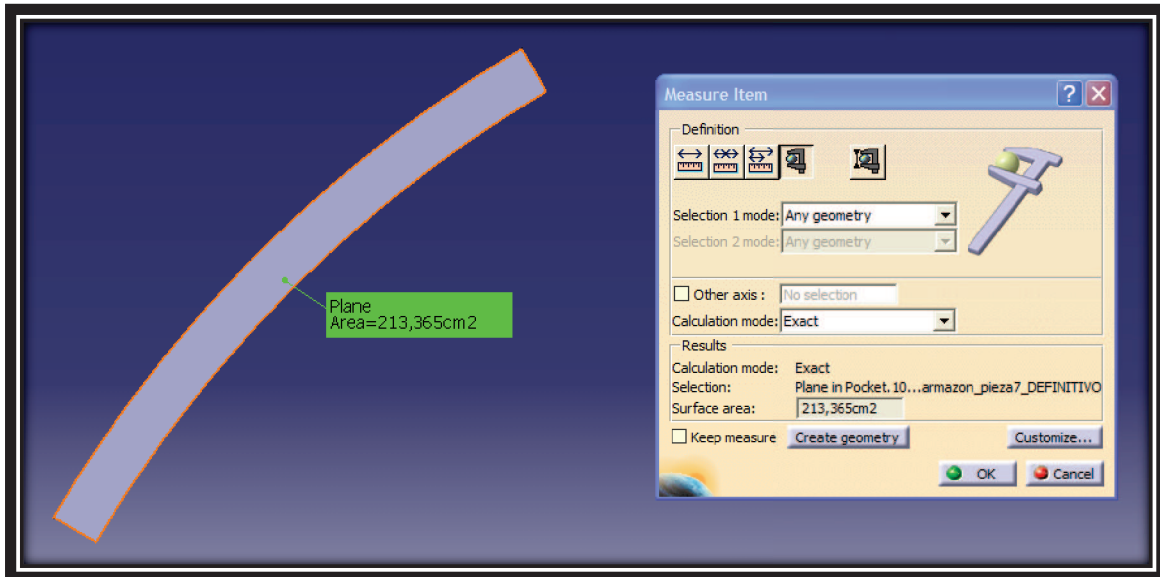 Plane
Area=213,365cm2
Measure Item
Definition
Selection 1 mode: Any geometry
Selection 2 mode: Any geometry
Other axis : No selection
Calculation mode: Exact
Results
Calculation mode: Exact
Selection: Plane in Pocket.10...armazon_pieza7_DEFINITIVO
Surface area: 213,365cm2
Keep measure Create geometry Customize...
OK Cancel